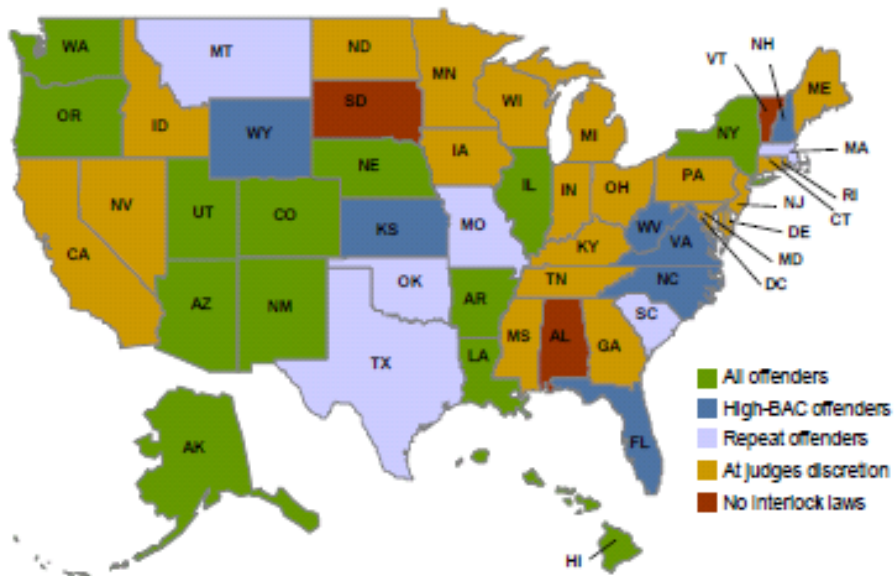 WA
MT
ND
MN
VT
NH
ME
OR
ID
SD
WI
WY
MI
NY
MA
IA
NE
RI
CT
NV
UT
CO
IL
IN
OH
PA
NJ
CA
KS
MO
WV
VA
DE
MD
KY
DC
AZ
NM
OK
AR
TN
NC
TX
MS
AL
GA
SC
LA
All offenders
High-BAC offenders
Repeat offenders
At judges discretion
No interlock laws
AK
FL
HI